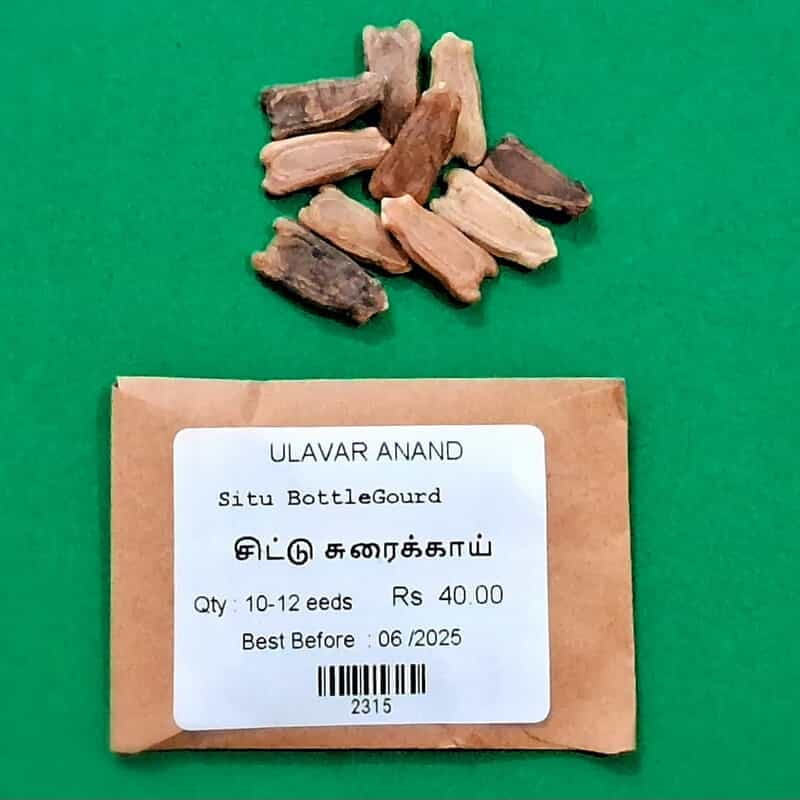 ULAVAR ANAND
Situ BottleGourd
சிட்டு சுரைக்காய்
Qty : 10-12 eeds Rs 40.00
Best Before : 06 /2025
2315